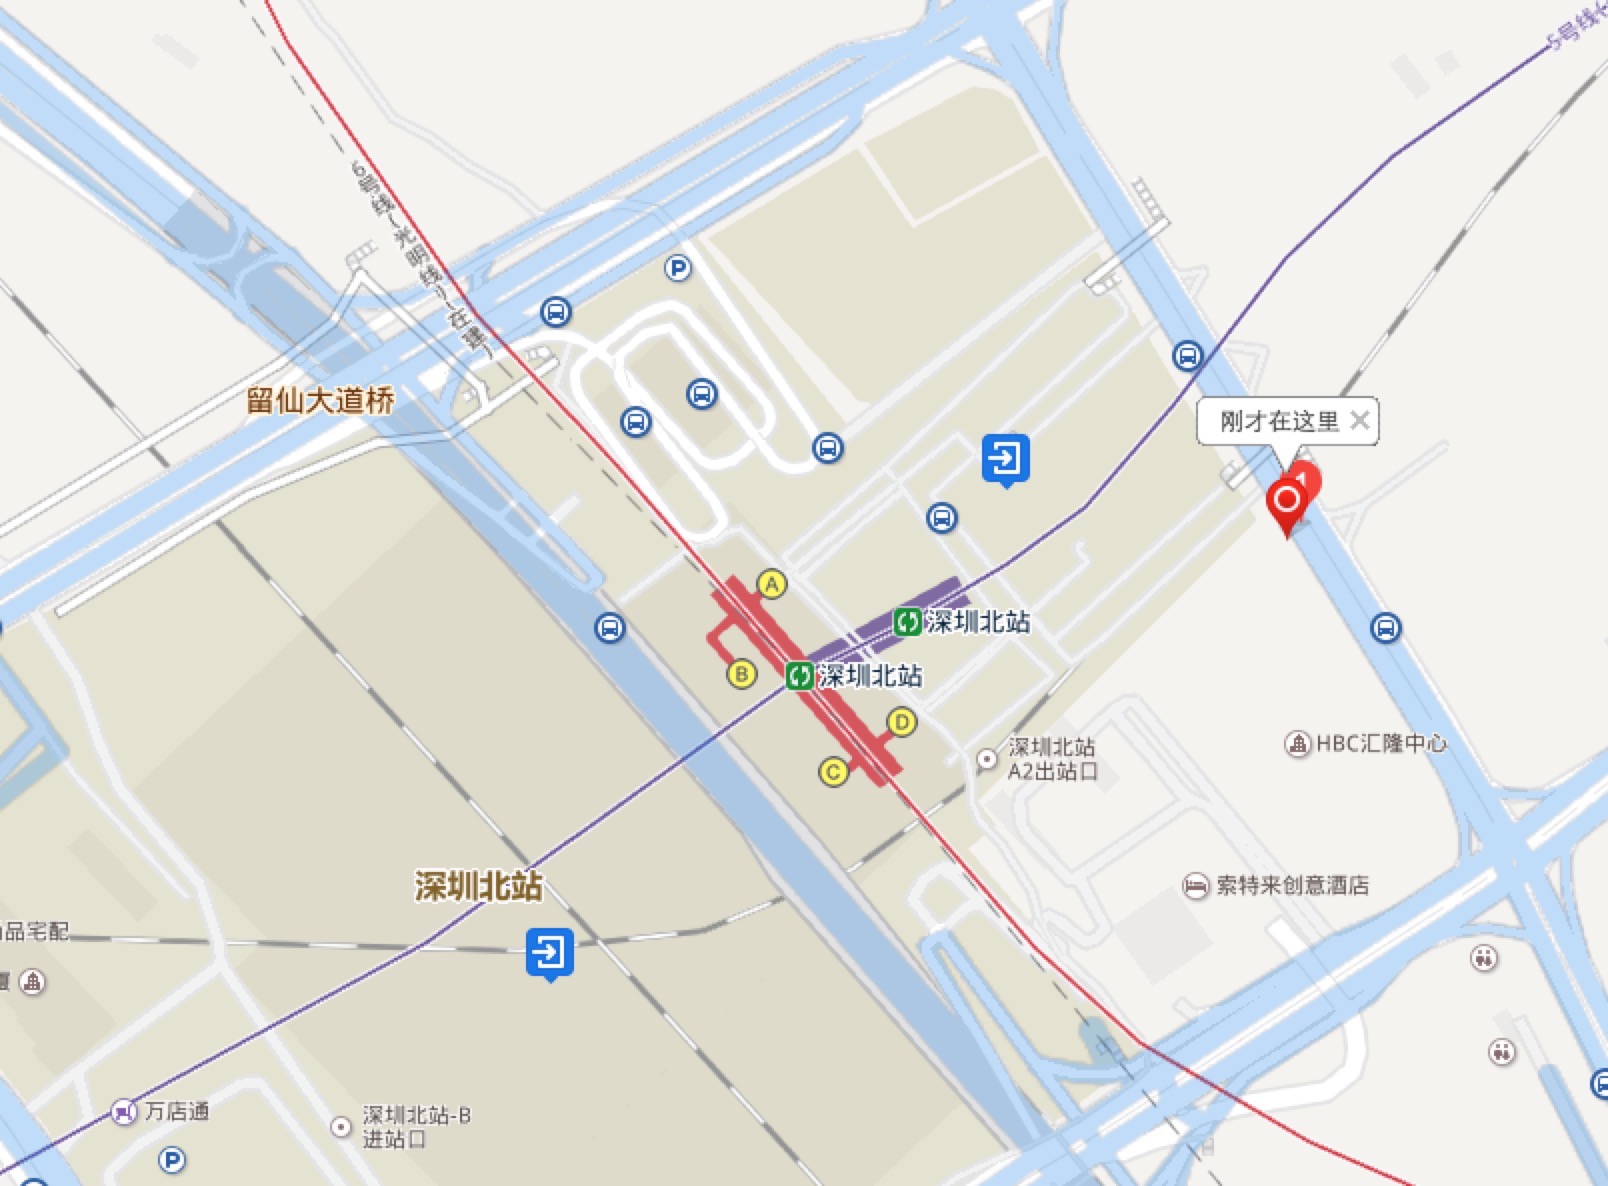 5号线
6号线(光明线)(在建)
P
留仙大道桥
刚才在这里
1
A
深圳北站
B
深圳北站
D
C
深圳北站
A2出站口
HBC汇隆中心
深圳北站
索特来创意酒店
品宅配
万店通
深圳北站-B
进站口
P